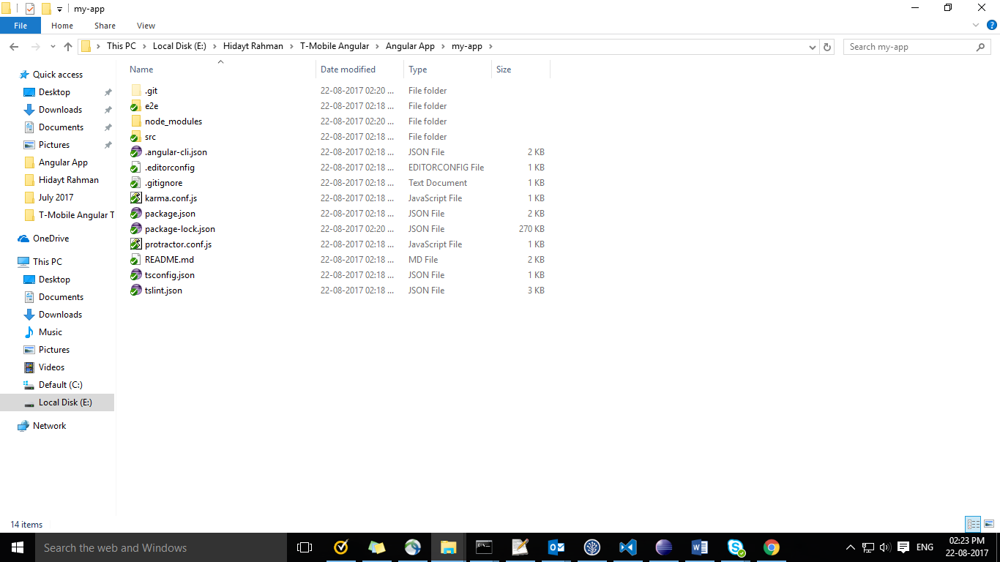 my-app
File Home Share View
This PC Local Disk (E:) Hidayt Rahman T-Mobile Angular Angular App my-app
Search my-app
Quick access
Desktop
Downloads
Documents
Pictures
Angular App
Hidayt Rahman
July 2017
T-Mobile Angular T
OneDrive
This PC
Desktop
Documents
Downloads
Music
Pictures
Videos
Default (C:)
Local Disk (E:)
Network
Name Date modified Type Size
.git 22-08-2017 02:20 ... File folder
e2e 22-08-2017 02:18 ... File folder
node_modules 22-08-2017 02:20 ... File folder
src 22-08-2017 02:18 ... File folder
.angular-cli.json 22-08-2017 02:18 ... JSON File 2 KB
.editorconfig 22-08-2017 02:18 ... EDITORCONFIG File 1 KB
.gitignore 22-08-2017 02:18 ... Text Document 1 KB
karma.conf.js 22-08-2017 02:18 ... JavaScript File 1 KB
package.json 22-08-2017 02:18 ... JSON File 2 KB
package-lock.json 22-08-2017 02:20 ... JSON File 270 KB
protractor.conf.js 22-08-2017 02:18 ... JavaScript File 1 KB
README.md 22-08-2017 02:18 ... MD File 2 KB
tsconfig.json 22-08-2017 02:18 ... JSON File 1 KB
tslint.json 22-08-2017 02:18 ... JSON File 3 KB
14 items
Search the web and Windows
ENG
02:23 PM
22-08-2017